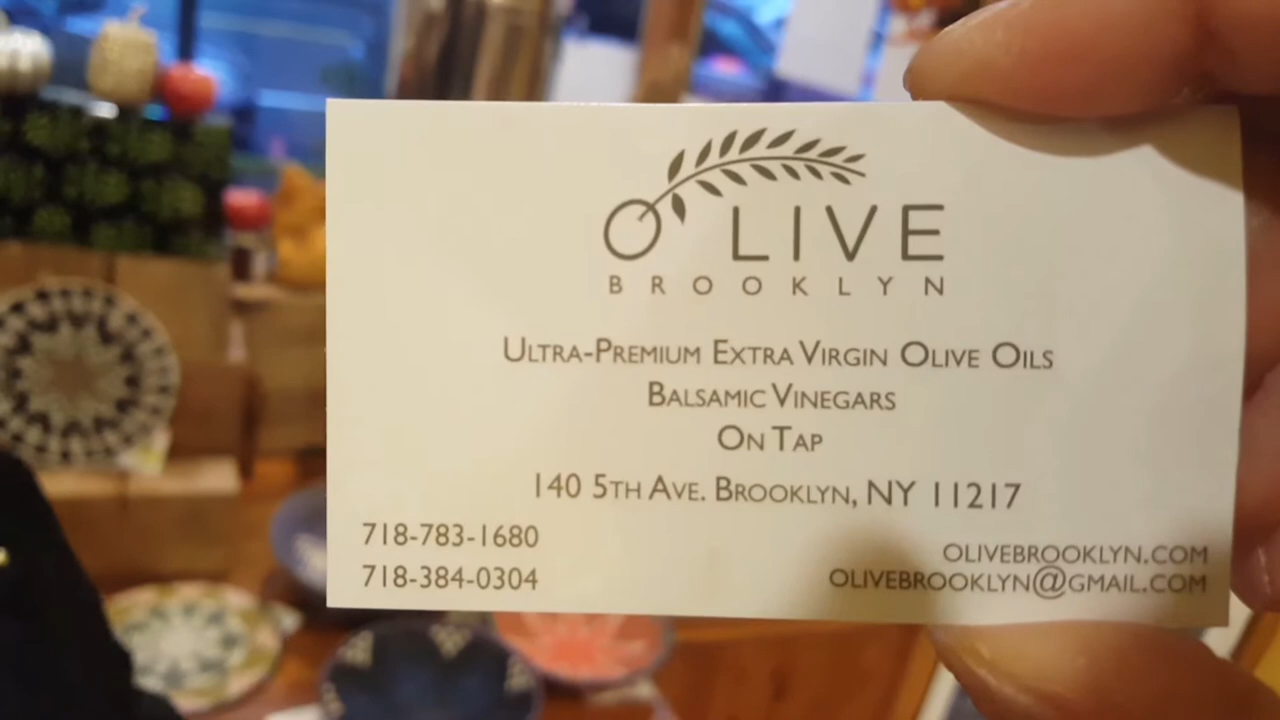 O LIVE
BROOKLYN
ULTRA-PREMIUM EXTRA VIRGIN OLIVE OILS
BALSAMIC VINEGARS
ON TAP
140 5TH AVE. BROOKLYN, NY 11217
718-783-1680
718-384-0304
OLIVEBROOKLYN.COM
OLIVEBROOKLYN@GMAIL.COM